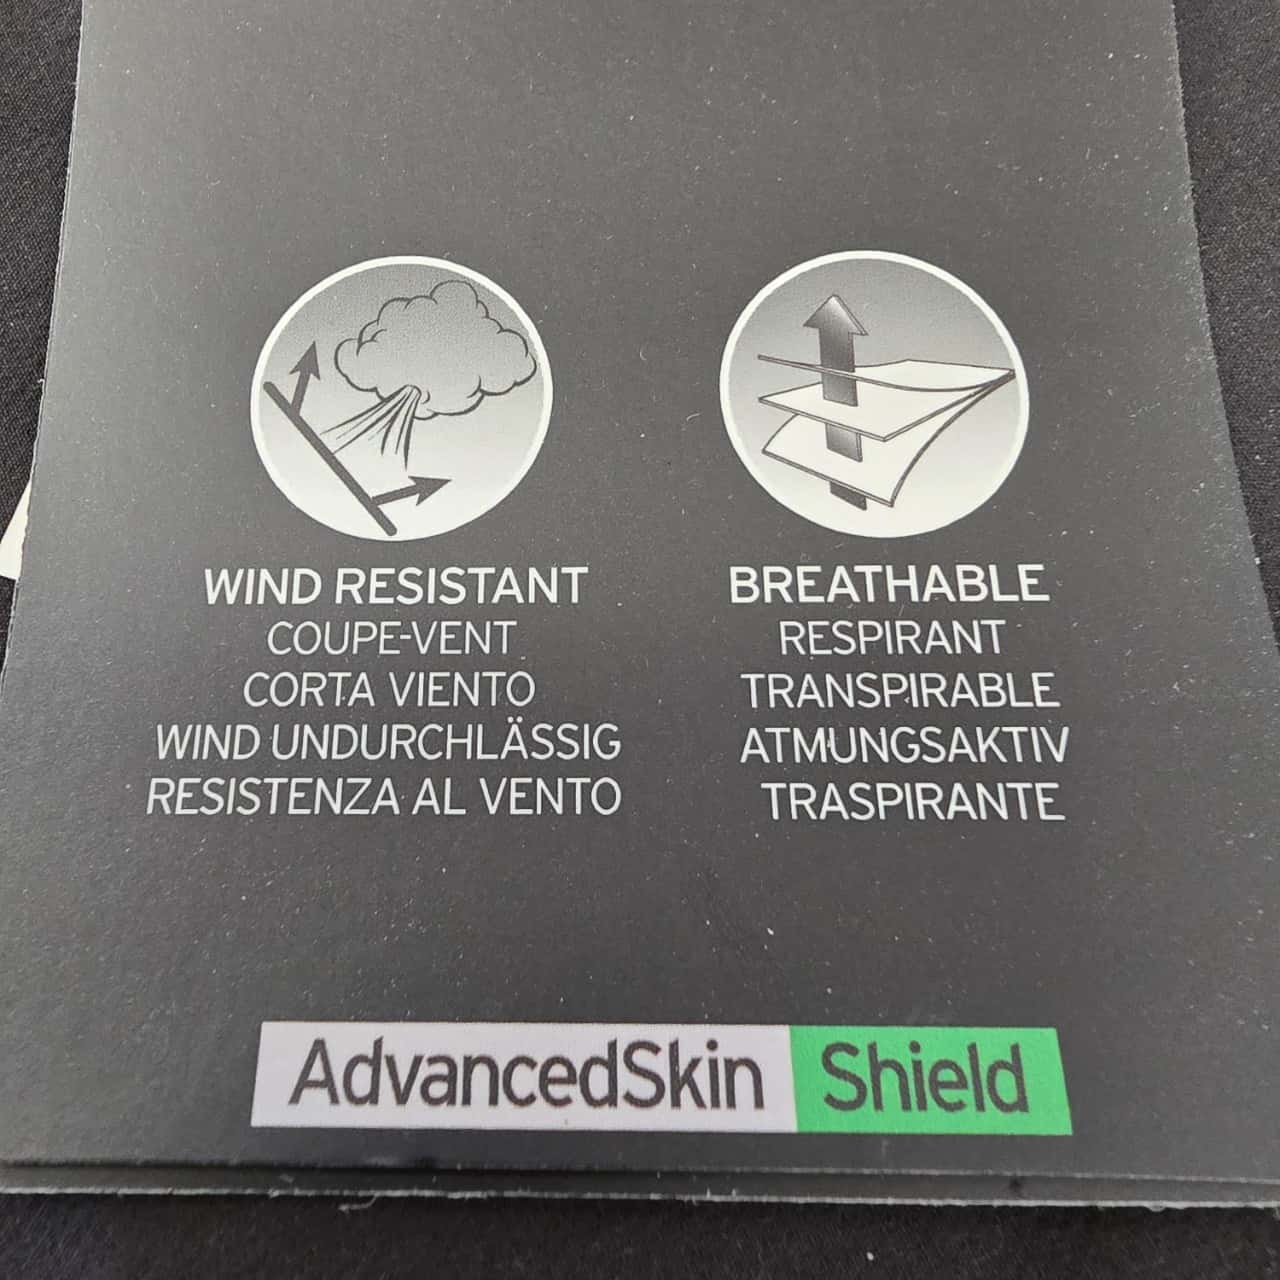 WIND RESISTANT
COUPE-VENT
CORTA VIENTO
WIND UNDURCHLÄSSIG
RESISTENZA AL VENTO
BREATHABLE
RESPIRANT
TRANSPIRABLE
ATMUNGSAKTIV
TRASPIRANTE
AdvancedSkin Shield